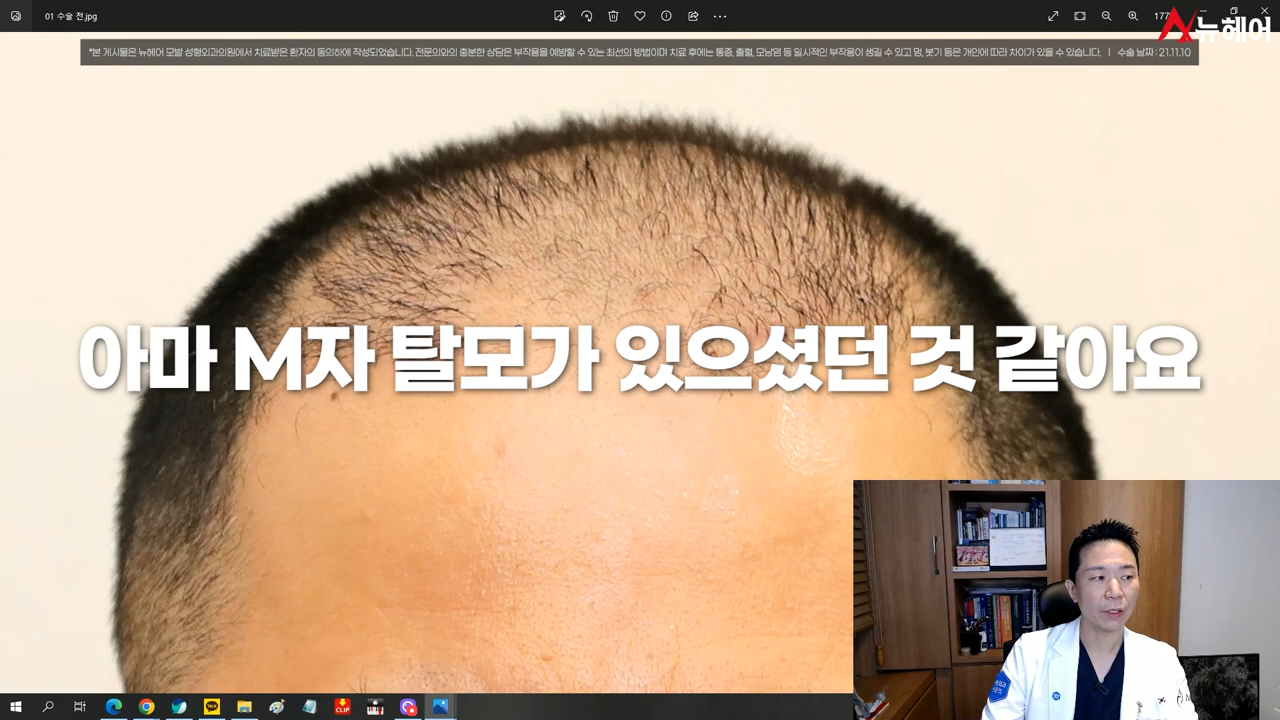 01 수술 전.jpg
177%
뉴헤어
*본 게시물은 뉴헤어 모발 성형외과의원에서 치료받은 환자의 동의하에 작성되었습니다. 전문의와의 충분한 상담은 부작용을 예방할 수 있는 최선의 방법이며 치료 후에는 통증, 출혈, 모낭염 등 일시적인 부작용이 생길 수 있고 멍, 붓기 등은 개인에 따라 차이가 있을 수 있습니다. | 수술 날짜 : 21.11.10
아마 M자 탈모가 있으셨던 것 같아요
CLIP